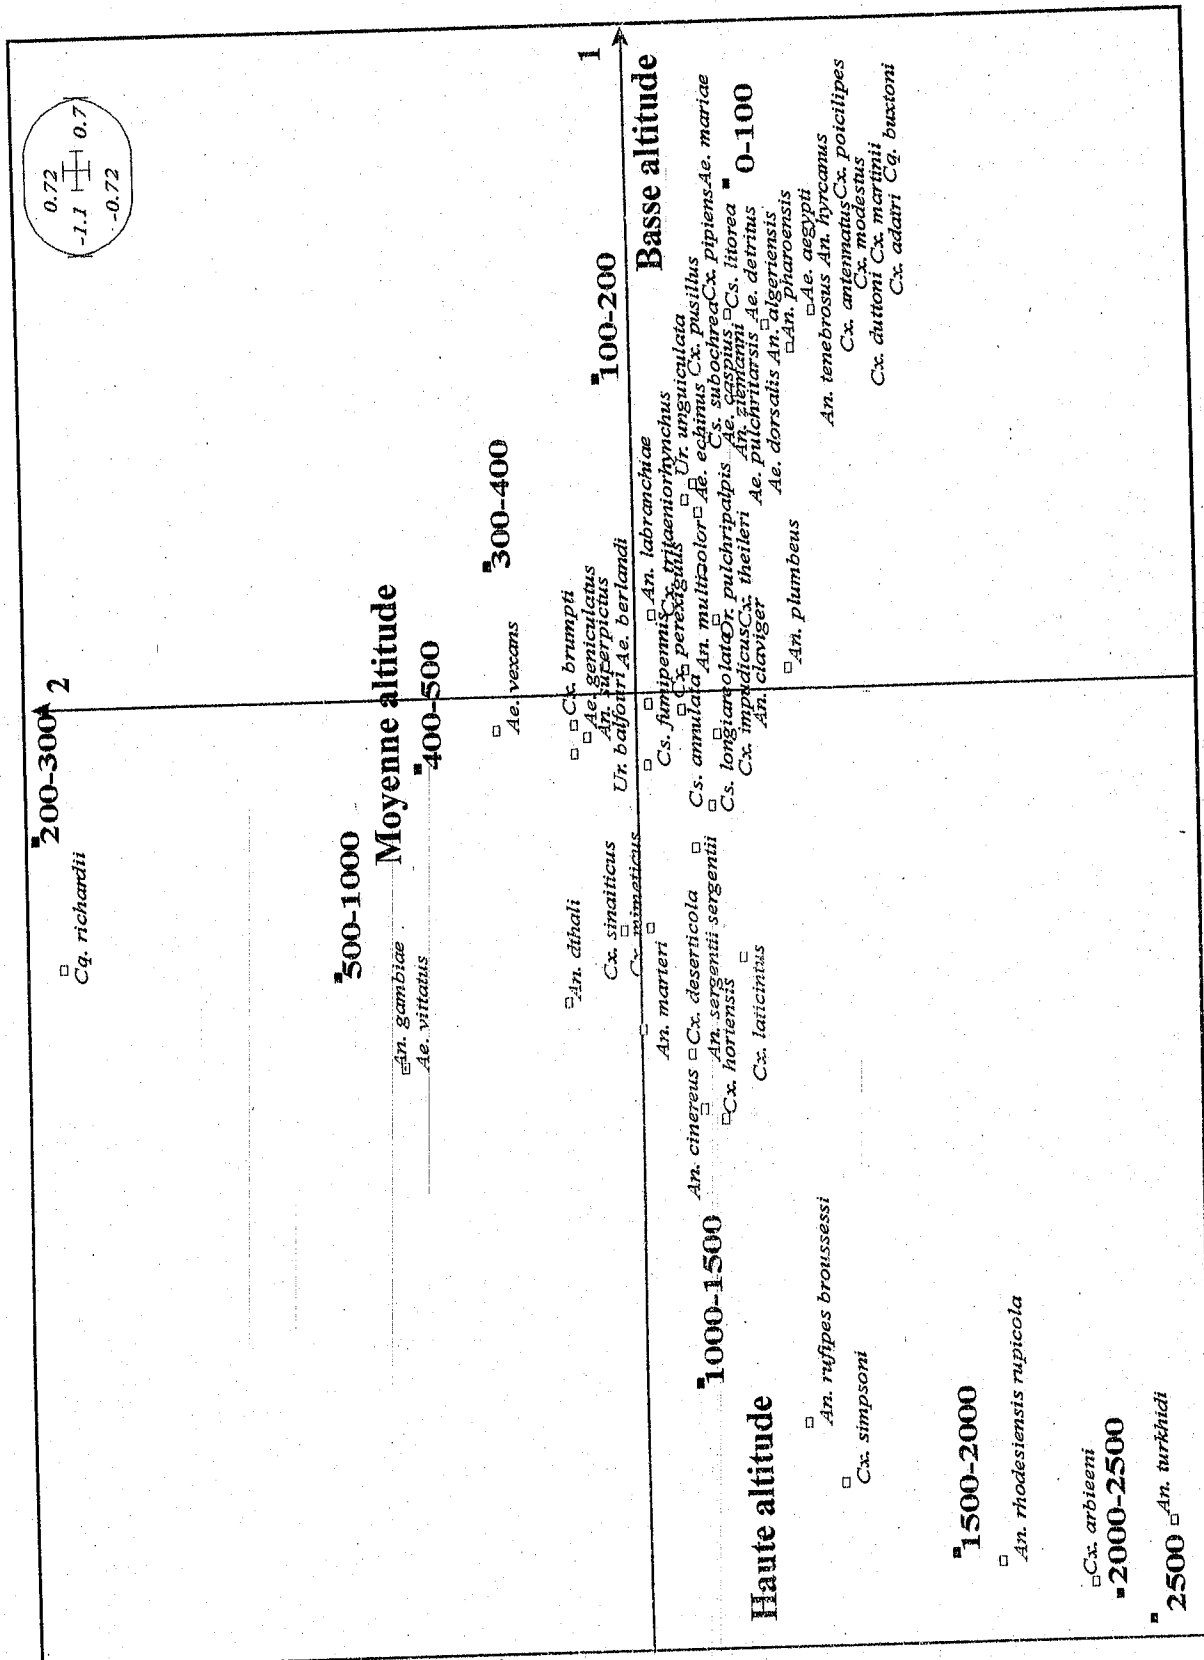 0.72
-1.1
0.7
-0.72
1
2
Basse altitude
Moyenne altitude
Haute altitude
0-100
100-200
200-300
300-400
400-500
500-1000
1000-1500
1500-2000
2000-2500
2500
Cq. richardii
An. gambiae
Ae. vittatus
Ae. vexans
Cx. brumpti
Ae. geniculatus
An. superpictus
Ur. balfouri Ae. berlandi
An. dthali
Cx. sinaiticus
Cx. mimeticus
An. marteri
An. labranchiae
Cs. fumipennis Cx. tritaeniorhynchus
Cx. perexiguus
Ur. unguiculata
Cs. annulata An. multicolor Ae. echinus Cx. pusillus
Cs. subochrea Cx. pipiens Ae. mariae
Cs. longiareolata Or. pulchripalpis Ae. caspius Cs. litorea
An. ziemanni
Cx. impudicus Cx. theileri Ae. pulchritarsis Ae. detritus
An. claviger
Ae. dorsalis An. algeriensis
An. pharoensis
An. plumbeus
Ae. aegypti
An. tenebrosus An. hyrcanus
Cx. antennatus Cx. poicilipes
Cx. modestus
Cx. duttoni Cx. martinii
Cx. adairi Cq. buxtoni
An. cinereus Cx. deserticola
An. sergentii sergentii
Cx. hortensis
Cx. laticintus
An. rufipes broussessi
Cx. simpsoni
An. rhodesiensis rupicola
Cx. arbieeni
An. turkhidi